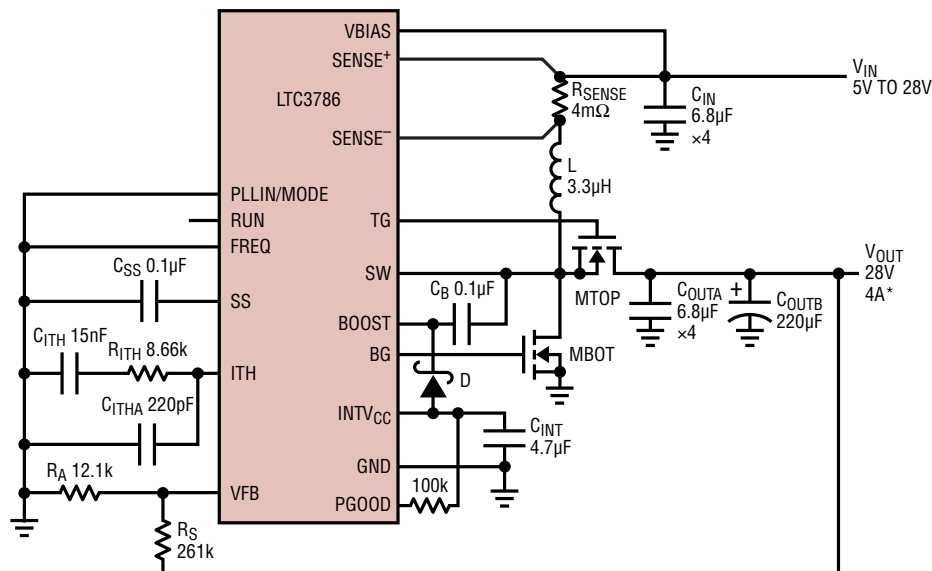 LTC3786
VBIAS
SENSE+
SENSE−
PLLIN/MODE
RUN
FREQ
SS
ITH
VFB
TG
SW
BOOST
BG
INTVCC
GND
PGOOD
RSENSE
4mΩ
VIN
5V TO 28V
CIN
6.8µF
×4
L
3.3µH
MTOP
VOUT
28V
4A*
COUTA
6.8µF
×4
+
COUTB
220µF
CB 0.1µF
MBOT
D
CINT
4.7µF
100k
CSS 0.1µF
CITH 15nF
RITH 8.66k
CITHA 220pF
RA 12.1k
RS
261k